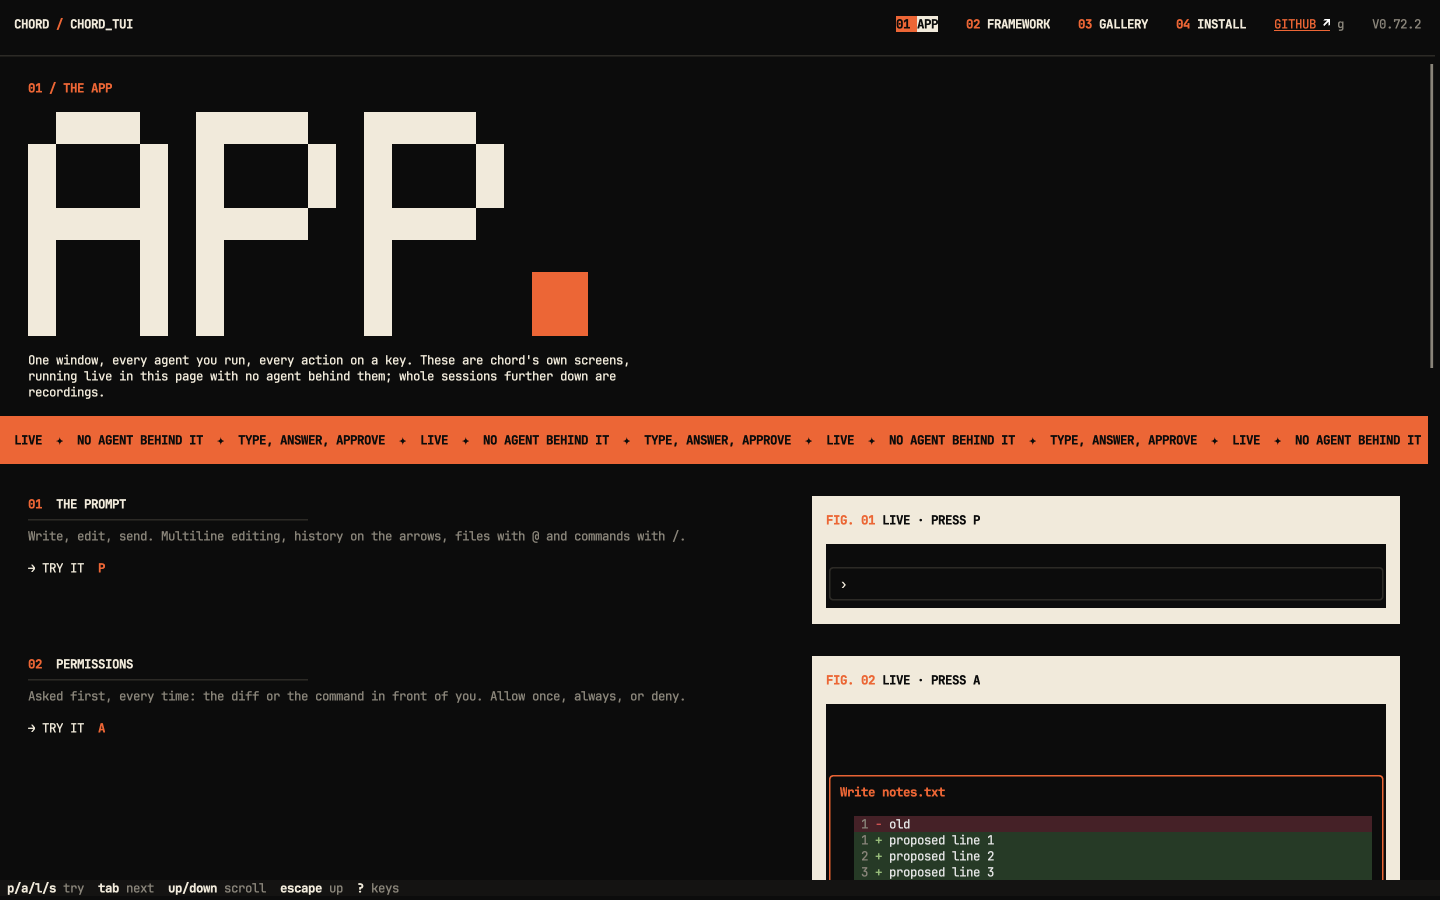 CHORD / CHORD_TUI
01 APP 02 FRAMEWORK 03 GALLERY 04 INSTALL GITHUB ↗ g V0.72.2
01 / THE APP
APP.
One window, every agent you run, every action on a key. These are chord's own screens,
running live in this page with no agent behind them; whole sessions further down are
recordings.
LIVE ✦ NO AGENT BEHIND IT ✦ TYPE, ANSWER, APPROVE ✦ LIVE ✦ NO AGENT BEHIND IT ✦ TYPE, ANSWER, APPROVE ✦ LIVE ✦ NO AGENT BEHIND IT ✦ TYPE, ANSWER, APPROVE ✦ LIVE ✦ NO AGENT BEHIND IT
01 THE PROMPT
Write, edit, send. Multiline editing, history on the arrows, files with @ and commands with /.
→ TRY IT P
FIG. 01 LIVE · PRESS P
›
02 PERMISSIONS
Asked first, every time: the diff or the command in front of you. Allow once, always, or deny.
→ TRY IT A
FIG. 02 LIVE · PRESS A
Write notes.txt
1 - old
1 + proposed line 1
2 + proposed line 2
3 + proposed line 3
p/a/l/s try tab next up/down scroll escape up ? keys